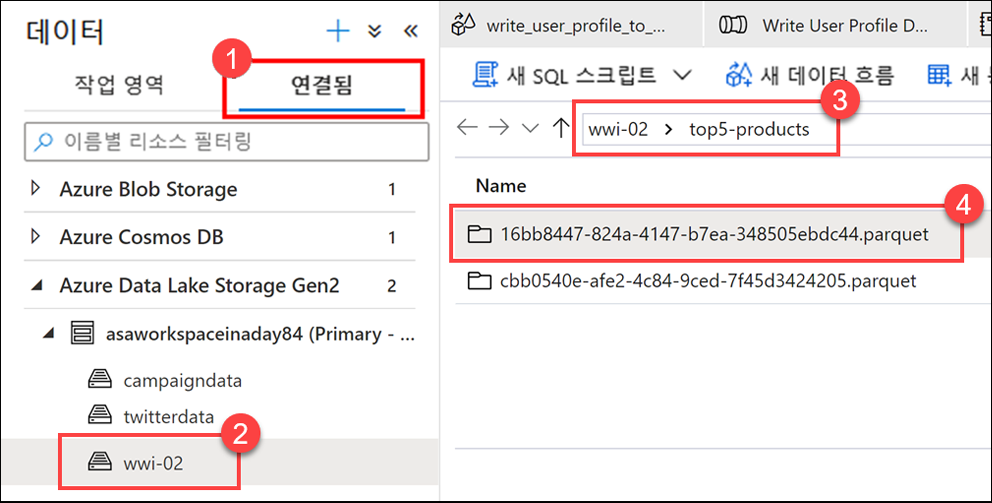 데이터
1
작업 영역
연결됨
이름별 리소스 필터링
Azure Blob Storage 1
Azure Cosmos DB 1
Azure Data Lake Storage Gen2 2
asaworkspaceinaday84 (Primary - ...
campaigndata
twitterdata
2
wwi-02
write_user_profile_to_...
Write User Profile D...
새 SQL 스크립트
새 데이터 흐름
새
3
wwi-02 > top5-products
Name
4
16bb8447-824a-4147-b7ea-348505ebdc44.parquet
cbb0540e-afe2-4c84-9ced-7f45d3424205.parquet